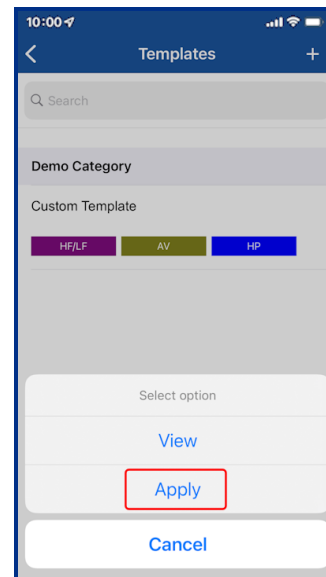 10:00
Templates
Search
Demo Category
Custom Template
HF/LF AV HP
Select option
View
Apply
Cancel